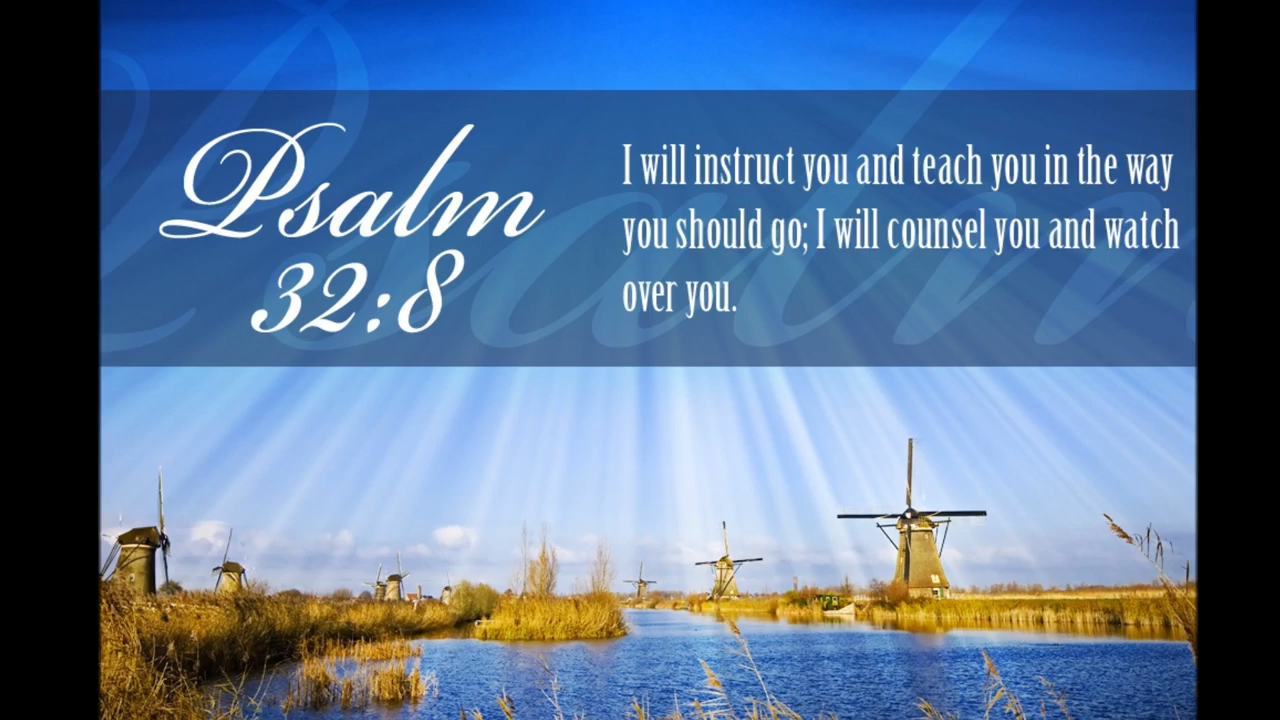 Psalm
32:8
I will instruct you and teach you in the way
you should go; I will counsel you and watch
over you.